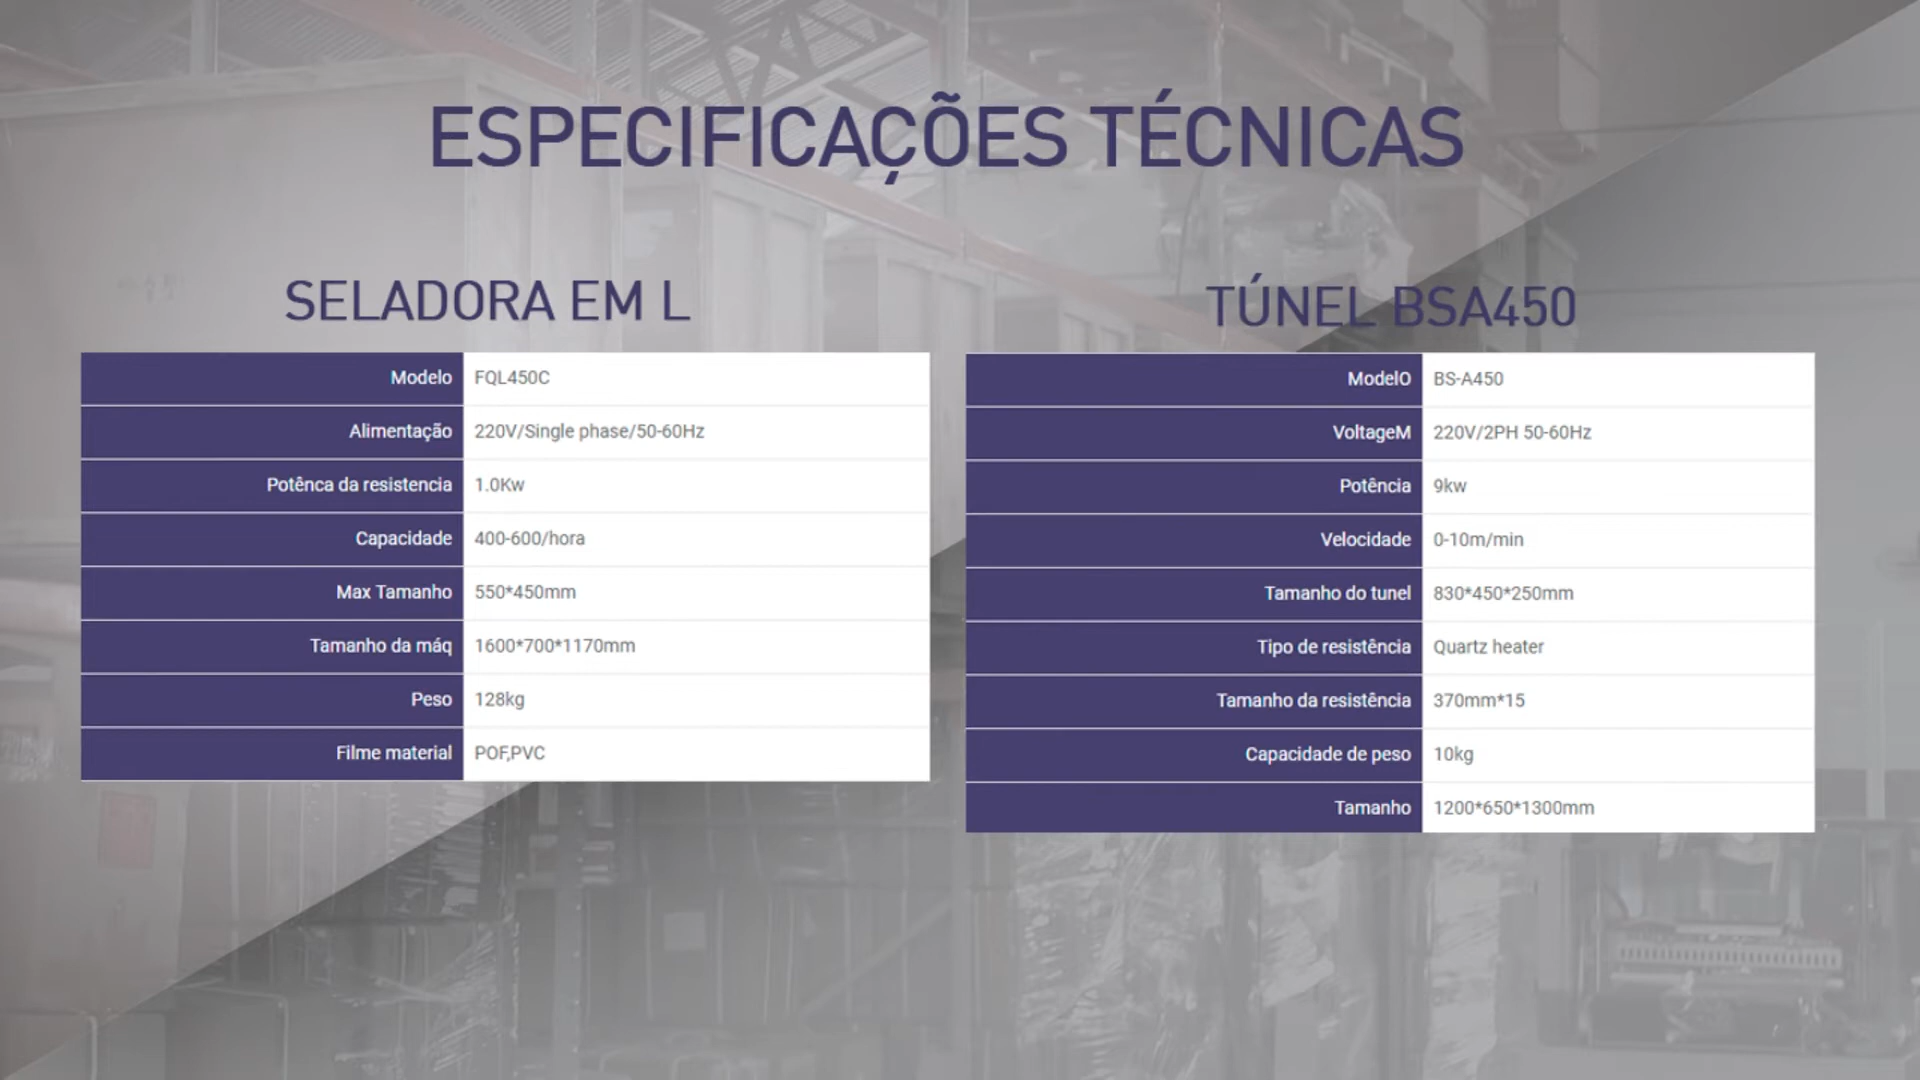 ESPECIFICAÇÕES TÉCNICAS
SELADORA EM L
Modelo FQL450C
Alimentação 220V/Single phase/50-60Hz
Potênca da resistencia 1.0Kw
Capacidade 400-600/hora
Max Tamanho 550*450mm
Tamanho da máq 1600*700*1170mm
Peso 128kg
Filme material POF,PVC
TÚNEL BSA450
ModelO BS-A450
VoltageM 220V/2PH 50-60Hz
Potência 9kw
Velocidade 0-10m/min
Tamanho do tunel 830*450*250mm
Tipo de resistência Quartz heater
Tamanho da resistência 370mm*15
Capacidade de peso 10kg
Tamanho 1200*650*1300mm